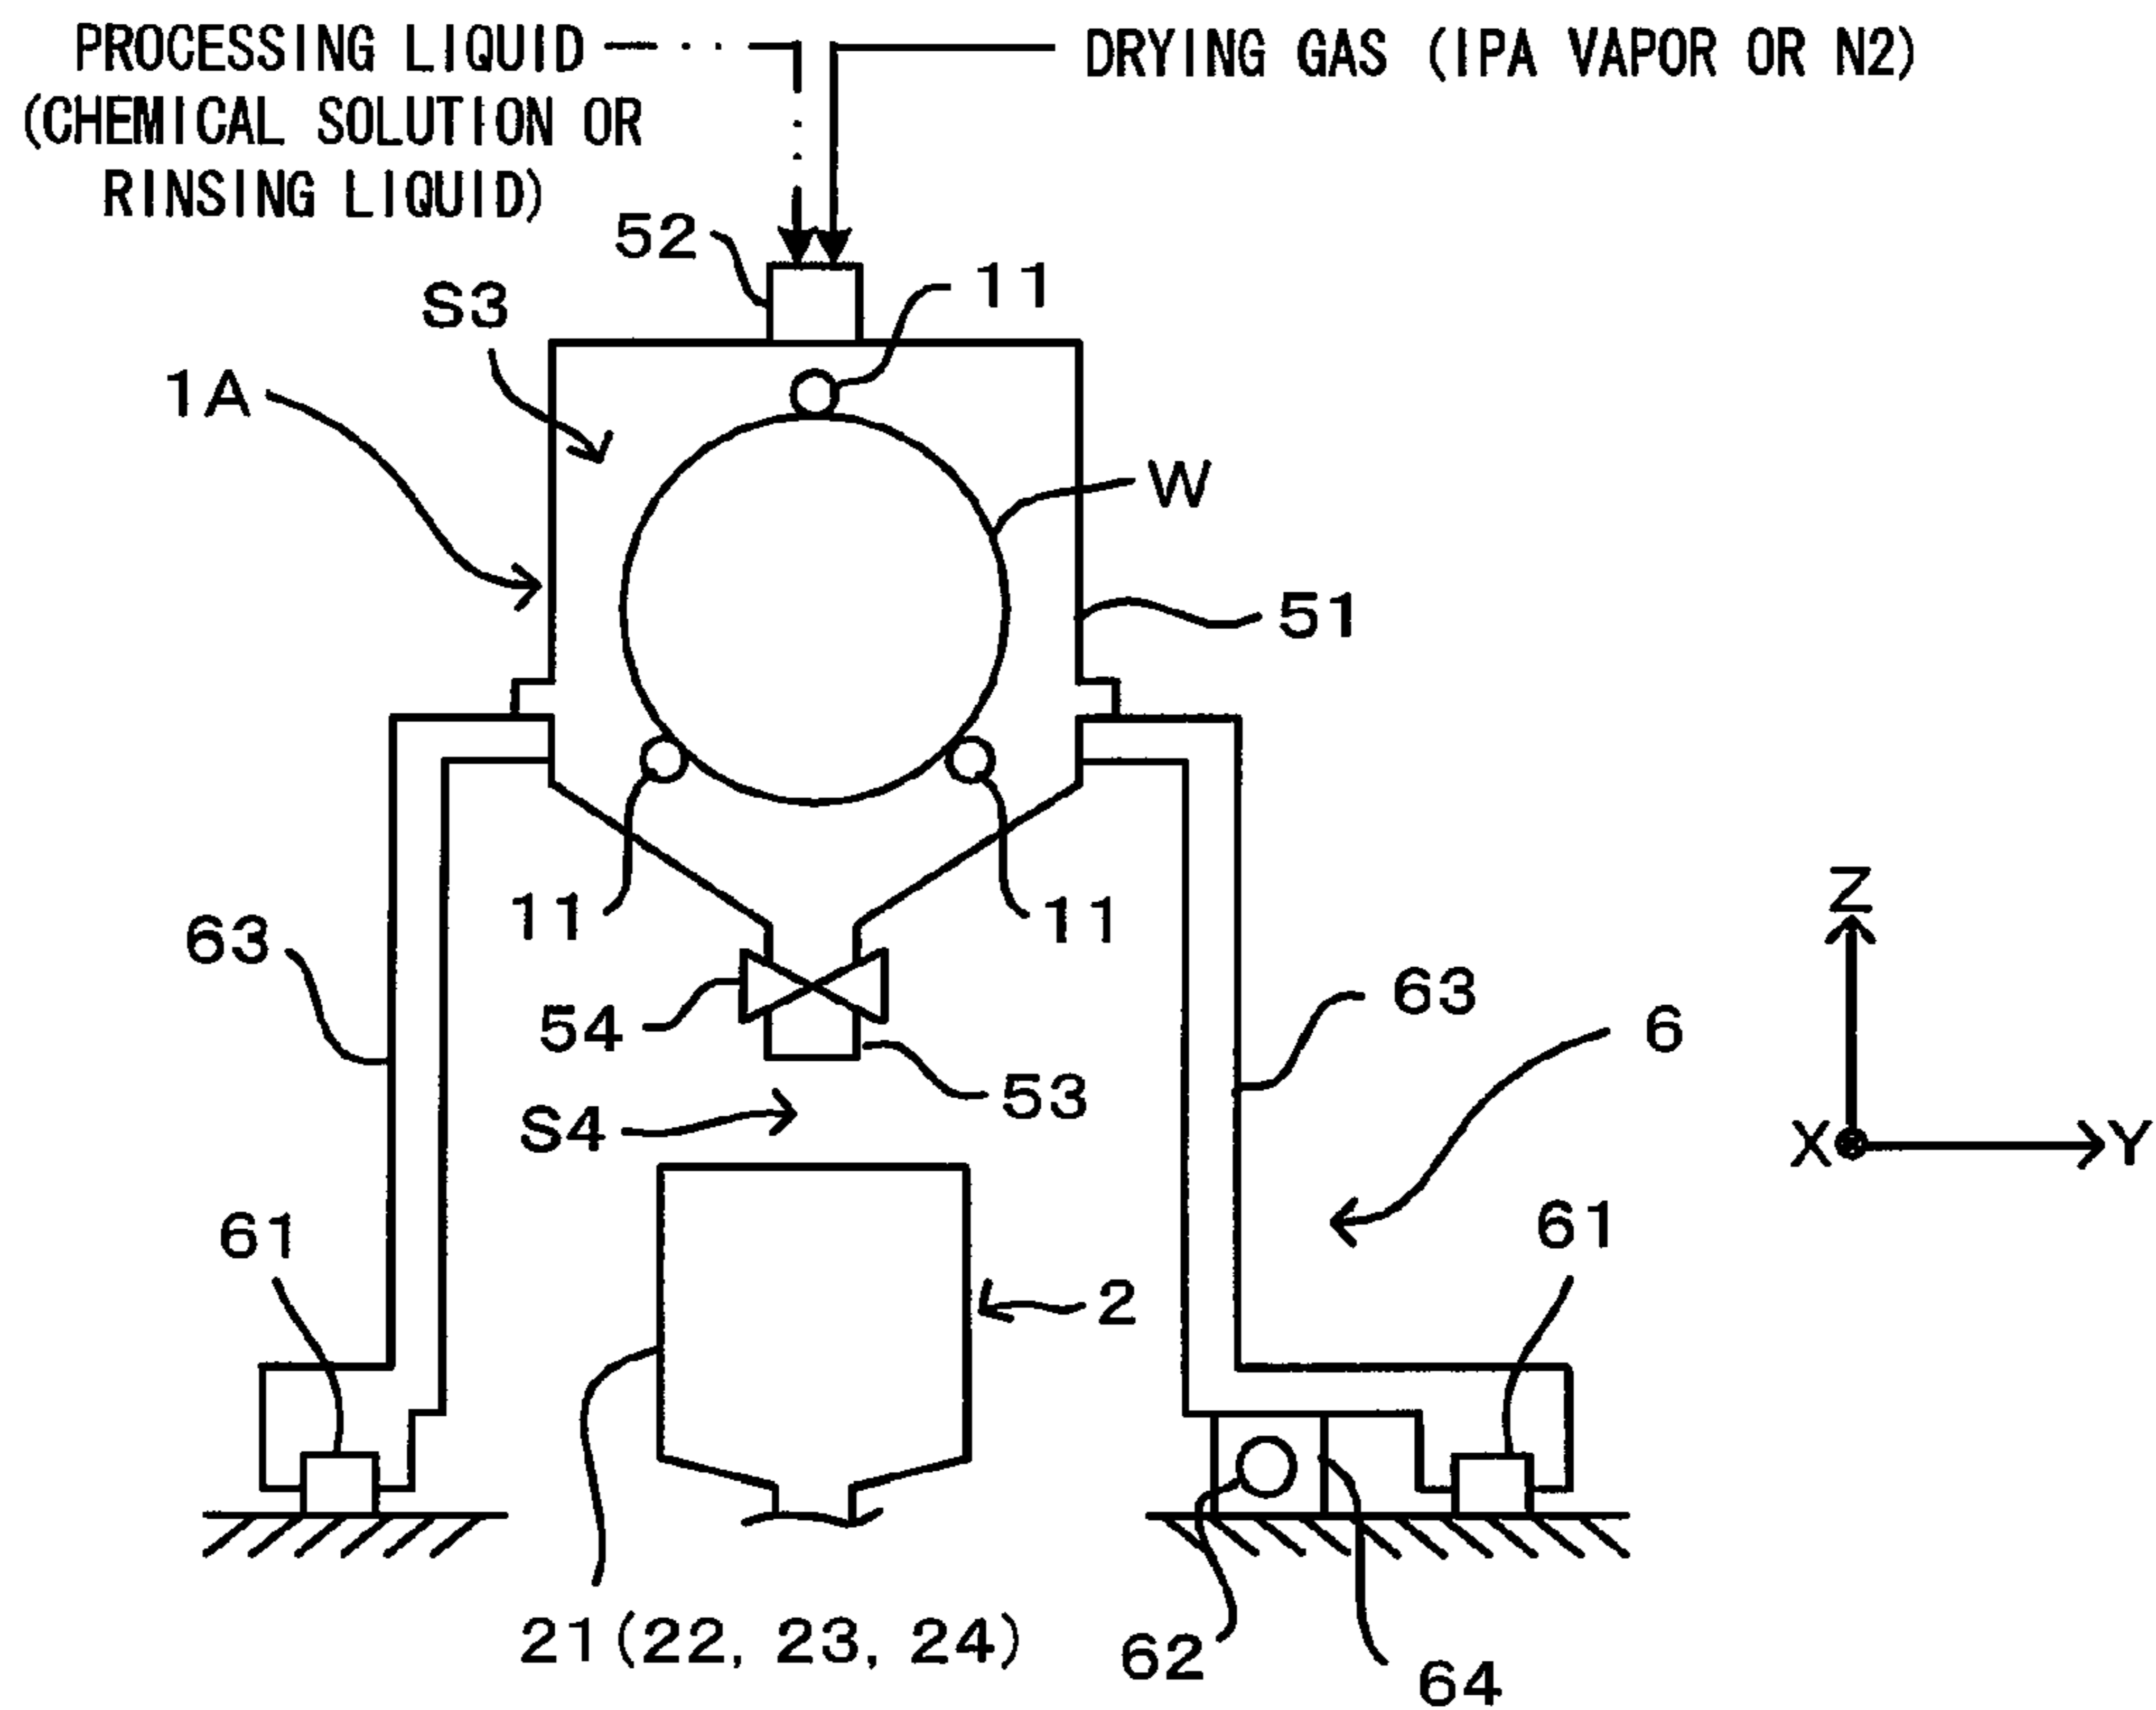 PROCESSING LIQUID
(CHEMICAL SOLUTION OR
RINSING LIQUID)
DRYING GAS (IPA VAPOR OR N2)
52
11
S3
1A
W
51
11
11
63
54
63
6
53
S4
Z
X
Y
61
61
2
21(22, 23, 24)
62
64